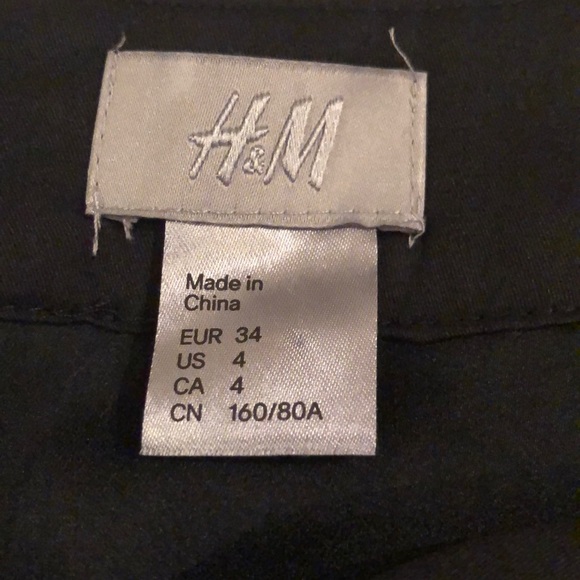 H&M
Made in
China
EUR 34
US 4
CA 4
CN 160/80A